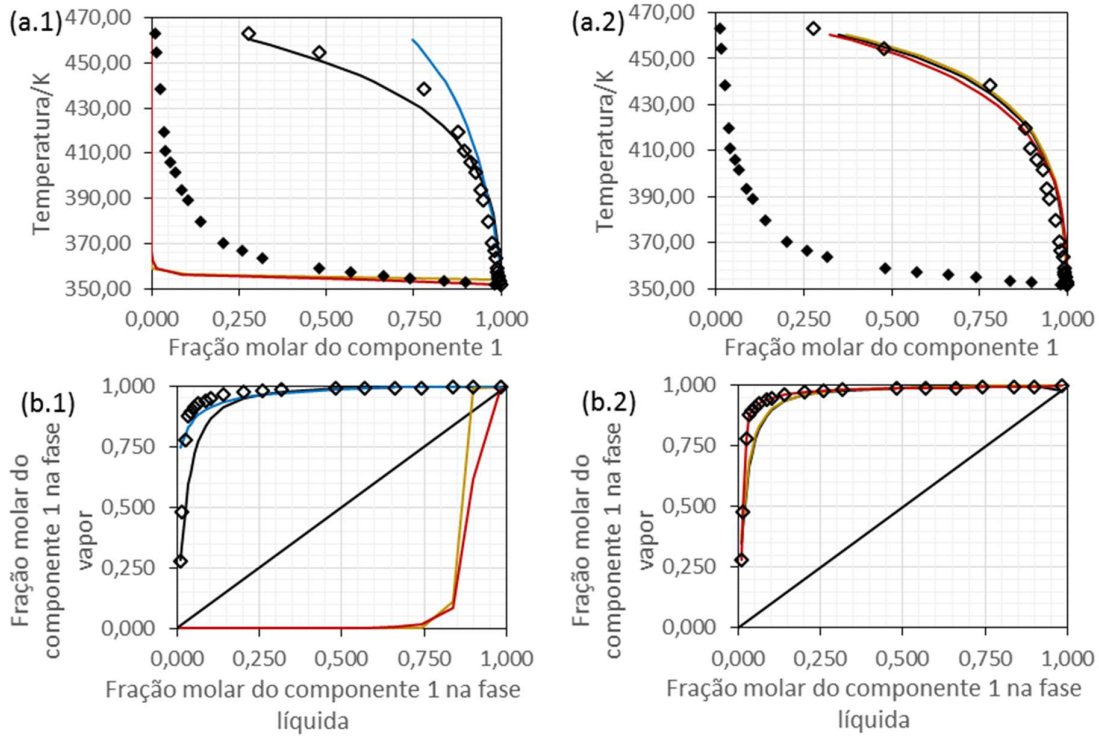 (a.1)
Temperatura/K
470,00
450,00
430,00
410,00
390,00
370,00
350,00
0,000 0,250 0,500 0,750 1,000
Fração molar do componente 1
(a.2)
Temperatura/K
470,00
450,00
430,00
410,00
390,00
370,00
350,00
0,000 0,250 0,500 0,750 1,000
Fração molar do componente 1
(b.1)
Fração molar do
componente 1 na fase
vapor
1,000
0,750
0,500
0,250
0,000
0,000 0,250 0,500 0,750 1,000
Fração molar do componente 1 na fase
líquida
(b.2)
Fração molar do
componente 1 na fase
vapor
1,000
0,750
0,500
0,250
0,000
0,000 0,250 0,500 0,750 1,000
Fração molar do componente 1 na fase
líquida